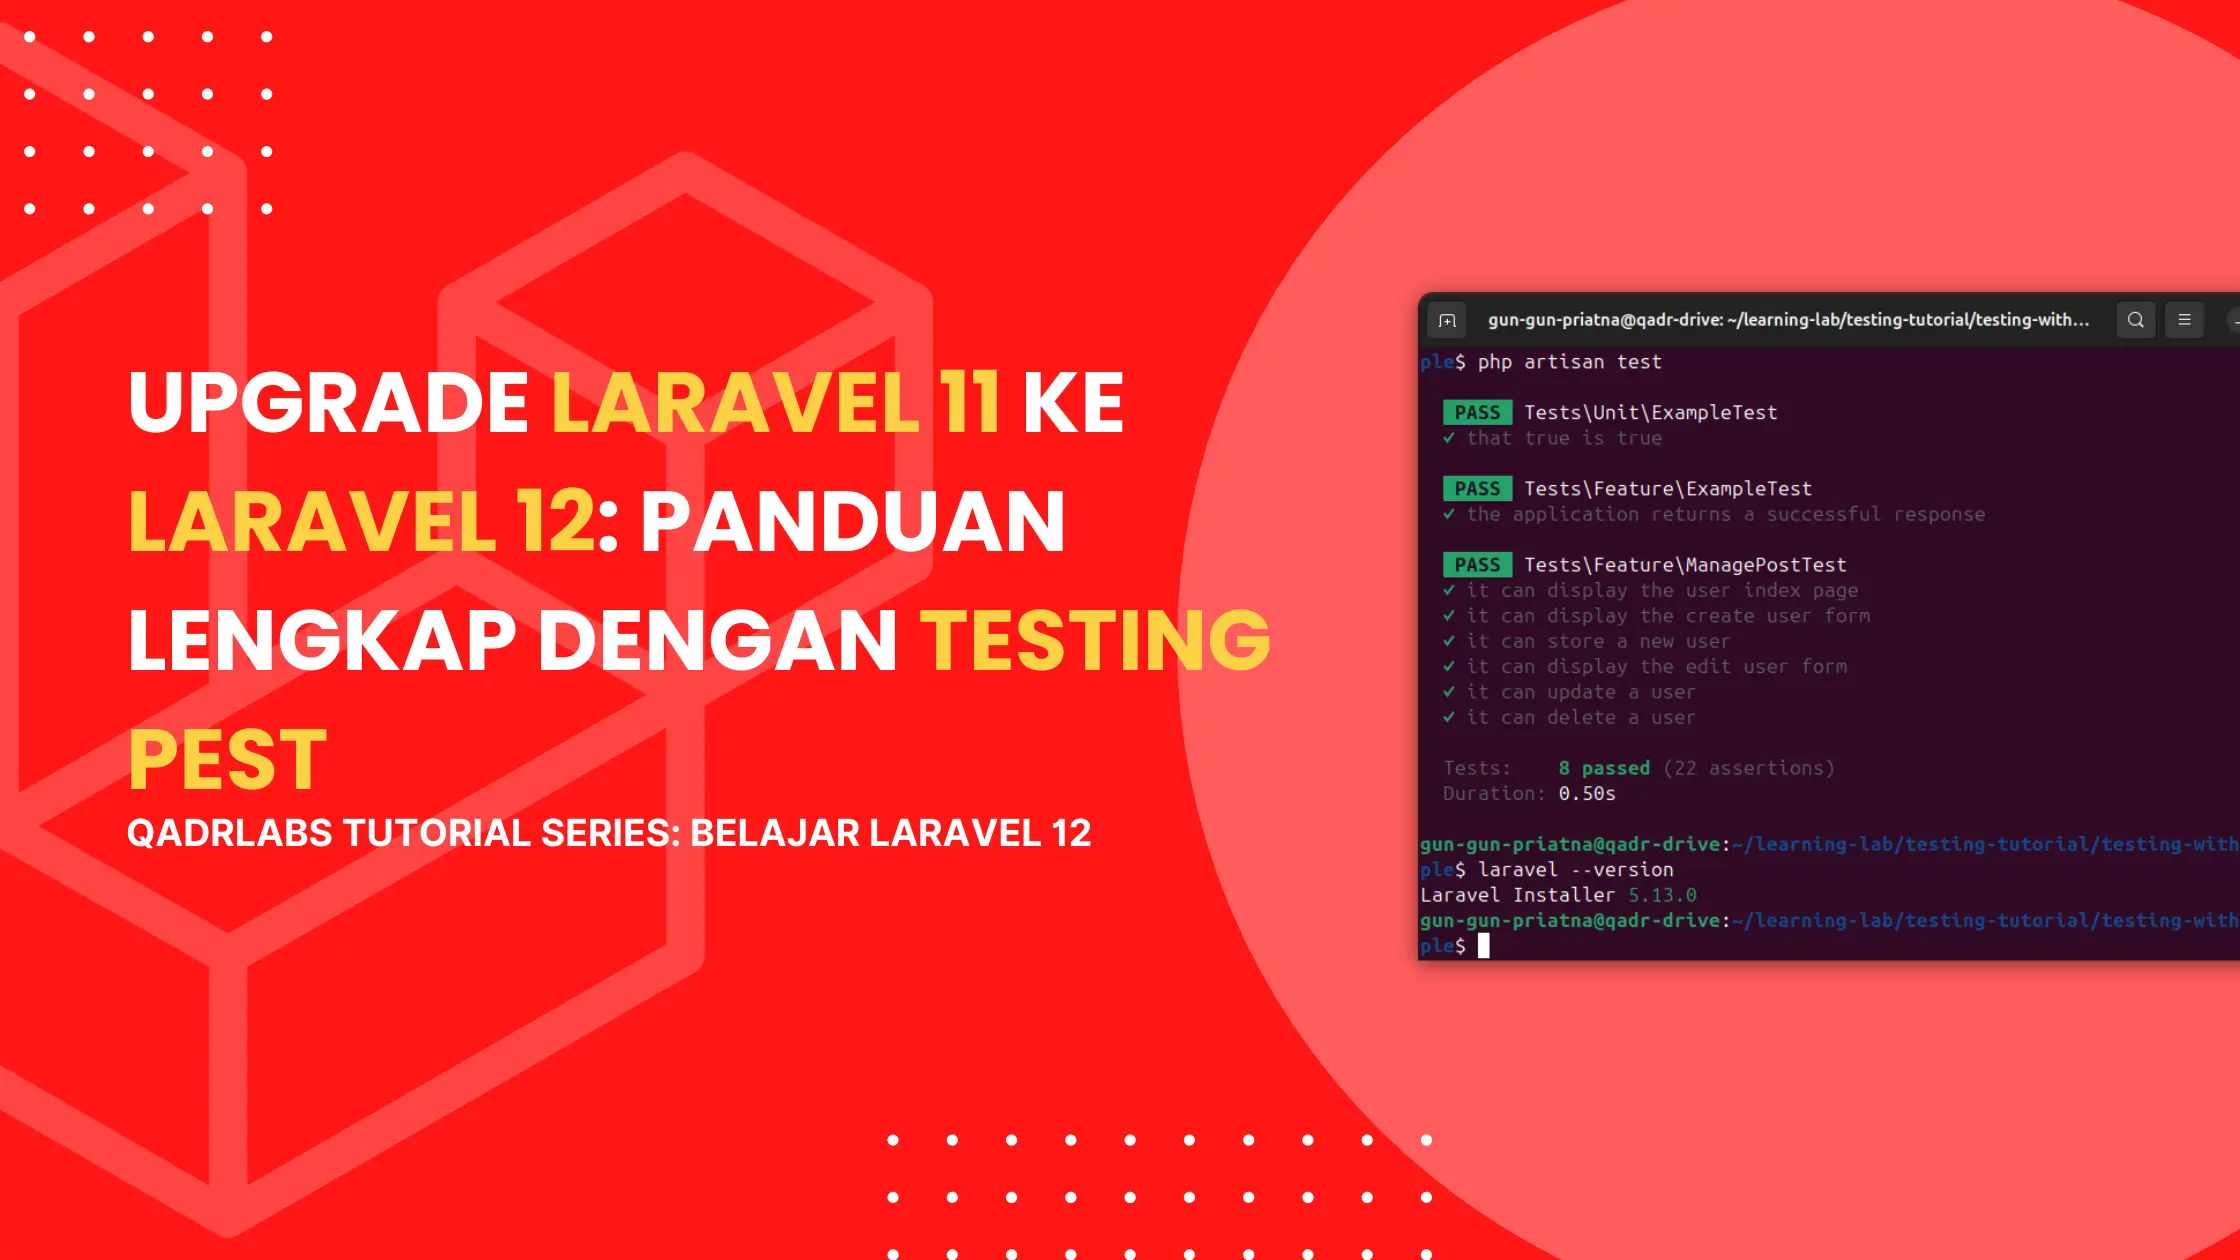 UPGRADE LARAVEL 11 KE
LARAVEL 12: PANDUAN
LENGKAP DENGAN TESTING
PEST
QADRLABS TUTORIAL SERIES: BELAJAR LARAVEL 12
gun-gun-priatna@qadr-drive: ~/learning-lab/testing-tutorial/testing-with...
ple$ php artisan test
PASS Tests\Unit\ExampleTest
✓ that true is true
PASS Tests\Feature\ExampleTest
✓ the application returns a successful response
PASS Tests\Feature\ManagePostTest
✓ it can display the user index page
✓ it can display the create user form
✓ it can store a new user
✓ it can display the edit user form
✓ it can update a user
✓ it can delete a user
Tests: 8 passed (22 assertions)
Duration: 0.50s
gun-gun-priatna@qadr-drive:~/learning-lab/testing-tutorial/testing-with
ple$ laravel --version
Laravel Installer 5.13.0
gun-gun-priatna@qadr-drive:~/learning-lab/testing-tutorial/testing-with
ple$